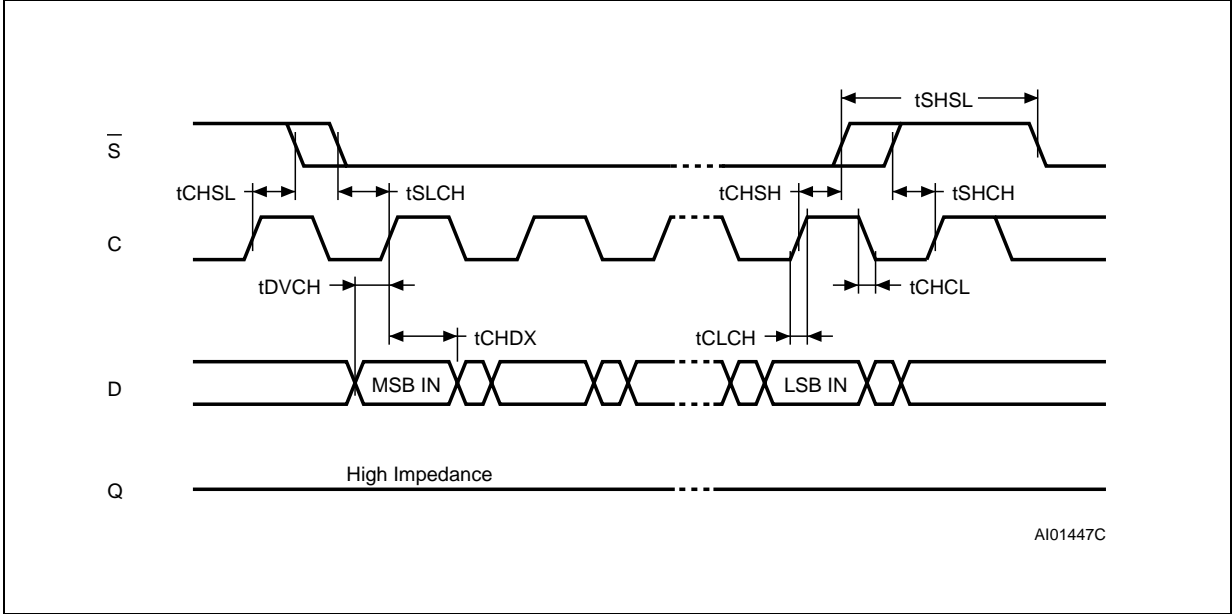 tSHSL
S̅
tCHSL
tSLCH
tCHSH
tSHCH
C
tDVCH
tCHCL
tCHDX
tCLCH
D
MSB IN
LSB IN
High Impedance
Q
AI01447C